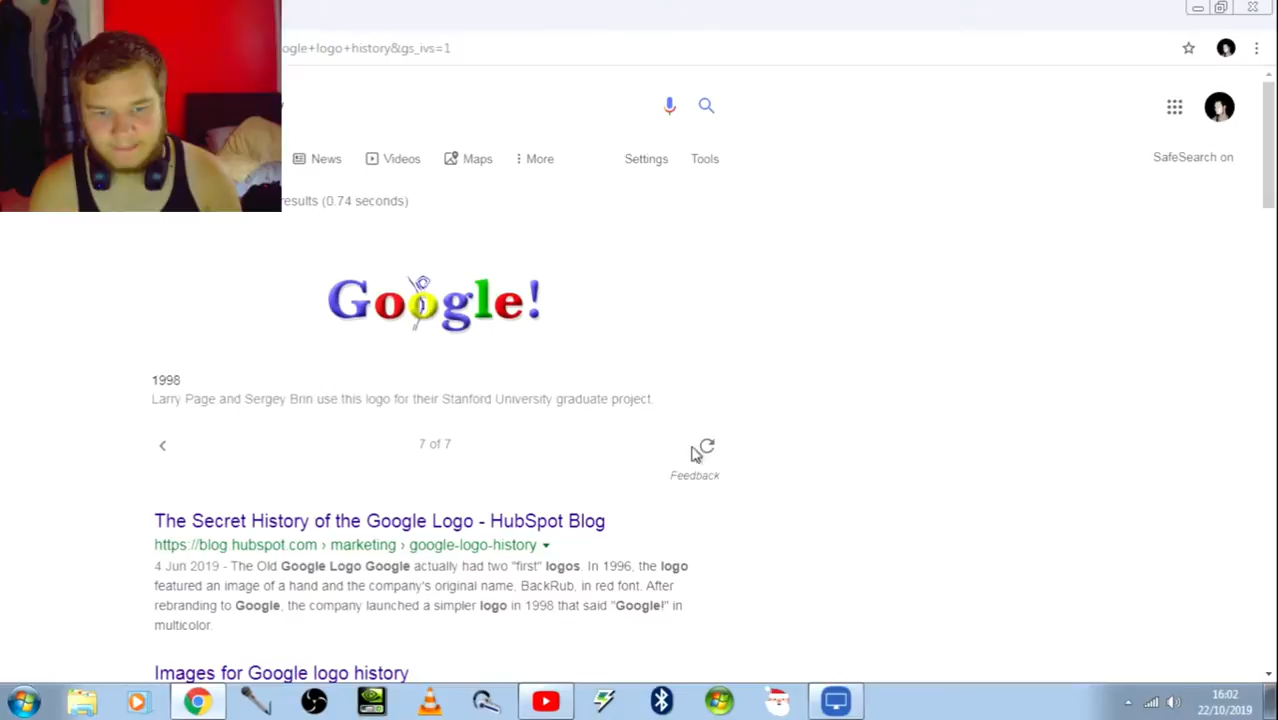 ogle+logo+history&gs_ivs=1
News Videos Maps More Settings Tools
SafeSearch on
results (0.74 seconds)
Google!
1998
Larry Page and Sergey Brin use this logo for their Stanford University graduate project.
7 of 7
Feedback
The Secret History of the Google Logo - HubSpot Blog
https://blog.hubspot.com › marketing › google-logo-history
4 Jun 2019 - The Old Google Logo Google actually had two "first" logos. In 1996, the logo
featured an image of a hand and the company's original name, BackRub, in red font. After
rebranding to Google, the company launched a simpler logo in 1998 that said "Google!" in
multicolor.
Images for Google logo history
16:02
22/10/2019